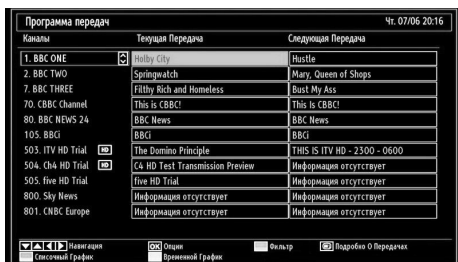 Программа передач Чт. 07/06 20:16
Каналы Текущая Передача Следующая Передача
1. BBC ONE Holby City Hustle
2. BBC TWO Springwatch Mary, Queen of Shops
7. BBC THREE Filthy Rich and Homeless Bust My Ass
70. CBBC Channel This is CBBC! This Is CBBC!
80. BBC NEWS 24 BBC News BBC News
105. BBCi BBCi BBCi
503. ITV HD Trial HD The Domino Principle THIS IS ITV HD - 2300 - 0600
504. Ch4 HD Trial HD C4 HD Test Transmission Preview Информация отсутствует
505. five HD Trial five HD Trial Информация отсутствует
800. Sky News Информация отсутствует Информация отсутствует
801. CNBC Europe Информация отсутствует Информация отсутствует
Навигация OK Опции Фильтр Подробно О Передачах
Списочный График Временной График